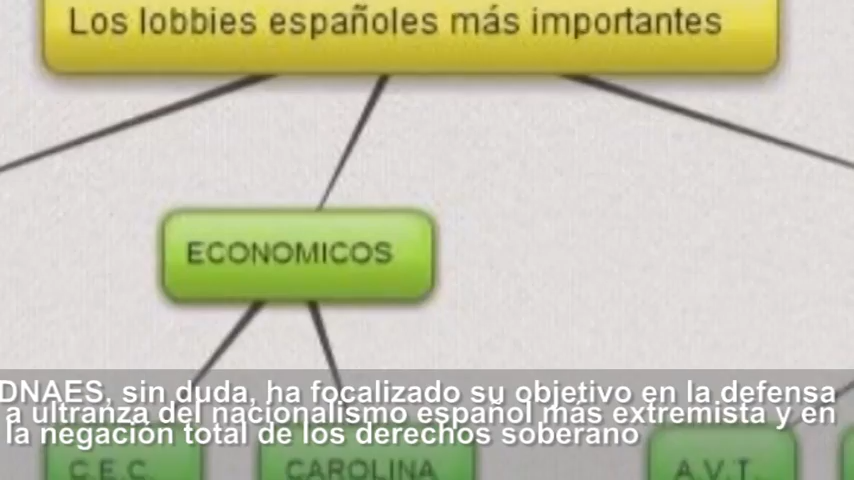 Los lobbies españoles más importantes
ECONOMICOS
DNAES, sin duda, ha focalizado su objetivo en la defensa
a ultranza del nacionalismo español más extremista y en
la negación total de los derechos soberano
C.E.C. CAROLINA A.V.T.